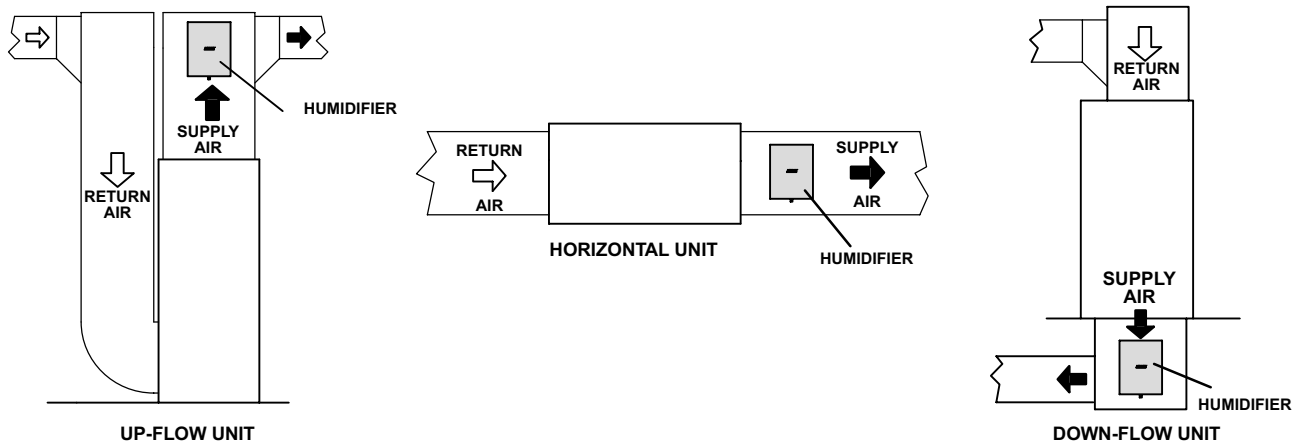 HUMIDIFIER
SUPPLY
AIR
RETURN
AIR
UP-FLOW UNIT
RETURN
AIR
SUPPLY
AIR
HORIZONTAL UNIT
HUMIDIFIER
RETURN
AIR
SUPPLY
AIR
HUMIDIFIER
DOWN-FLOW UNIT